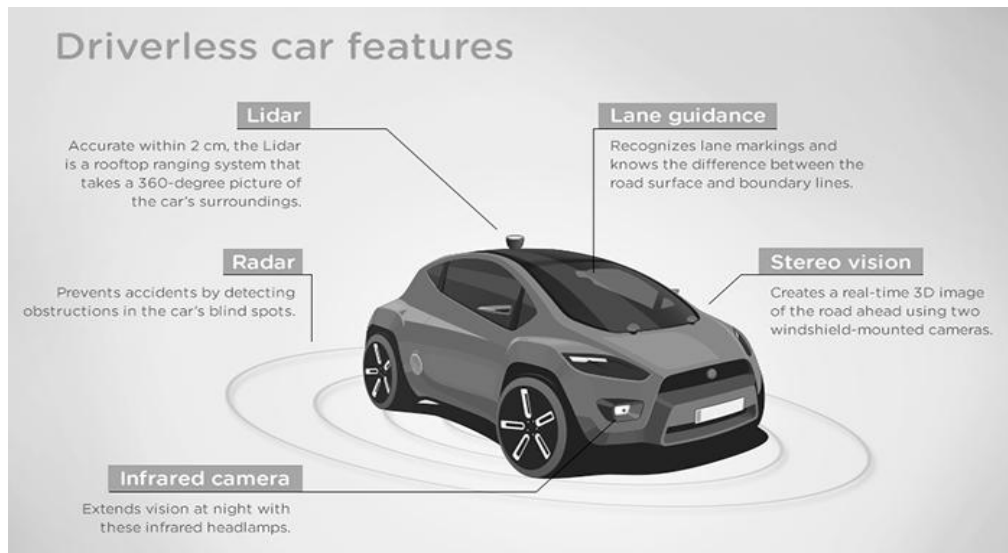 Driverless car features
Lidar
Accurate within 2 cm, the Lidar
is a rooftop ranging system that
takes a 360-degree picture of
the car's surroundings.
Lane guidance
Recognizes lane markings and
knows the difference between the
road surface and boundary lines.
Radar
Prevents accidents by detecting
obstructions in the car's blind spots.
Stereo vision
Creates a real-time 3D image
of the road ahead using two
windshield-mounted cameras.
Infrared camera
Extends vision at night with
these infrared headlamps.